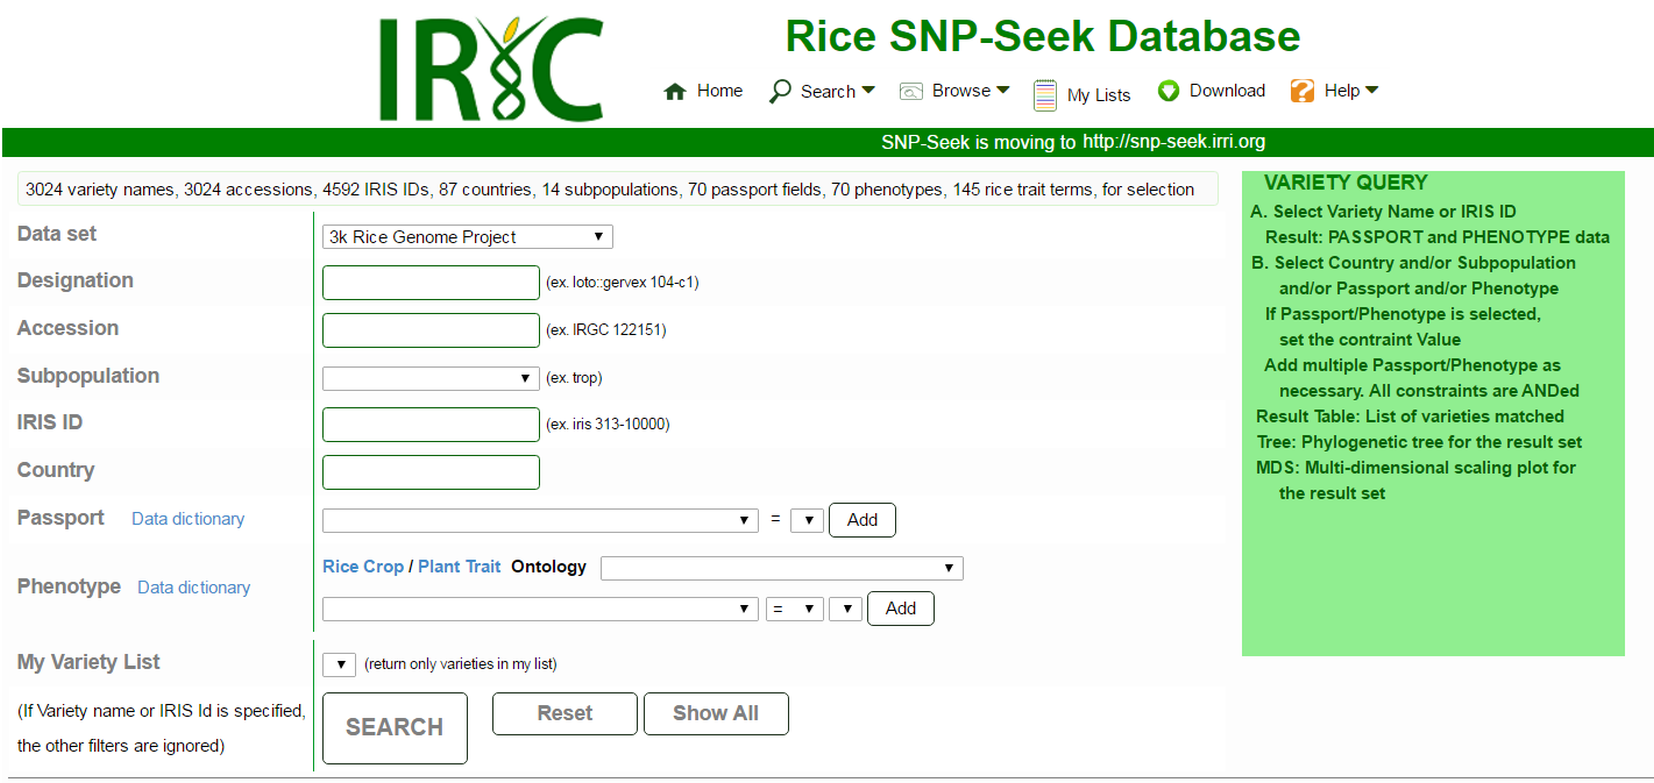 IRIC
Rice SNP-Seek Database
Home Search Browse My Lists Download Help
SNP-Seek is moving to http://snp-seek.irri.org
3024 variety names, 3024 accessions, 4592 IRIS IDs, 87 countries, 14 subpopulations, 70 passport fields, 70 phenotypes, 145 rice trait terms, for selection
Data set 3k Rice Genome Project
Designation (ex. loto::gervex 104-c1)
Accession (ex. IRGC 122151)
Subpopulation (ex. trop)
IRIS ID (ex. iris 313-10000)
Country
Passport Data dictionary = Add
Rice Crop / Plant Trait Ontology
Phenotype Data dictionary
= Add
My Variety List (return only varieties in my list)
(If Variety name or IRIS Id is specified,
the other filters are ignored)
SEARCH Reset Show All
VARIETY QUERY
A. Select Variety Name or IRIS ID
Result: PASSPORT and PHENOTYPE data
B. Select Country and/or Subpopulation
and/or Passport and/or Phenotype
If Passport/Phenotype is selected,
set the contraint Value
Add multiple Passport/Phenotype as
necessary. All constraints are ANDed
Result Table: List of varieties matched
Tree: Phylogenetic tree for the result set
MDS: Multi-dimensional scaling plot for
the result set